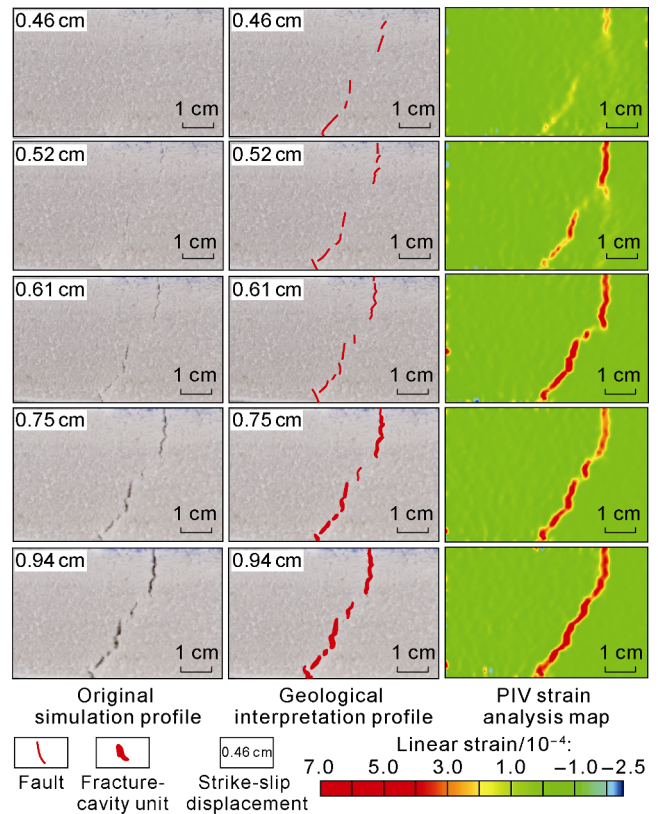 0.46 cm
1 cm
0.46 cm
1 cm
1 cm
0.52 cm
1 cm
0.52 cm
1 cm
1 cm
0.61 cm
1 cm
0.61 cm
1 cm
1 cm
0.75 cm
1 cm
0.75 cm
1 cm
1 cm
0.94 cm
1 cm
0.94 cm
1 cm
1 cm
Original
simulation profile
Geological
interpretation profile
PIV strain
analysis map
Fault
Fracture-
cavity unit
0.46 cm
Strike-slip
displacement
Linear strain/10⁻⁴:
7.0 5.0 3.0 1.0 −1.0 −2.5